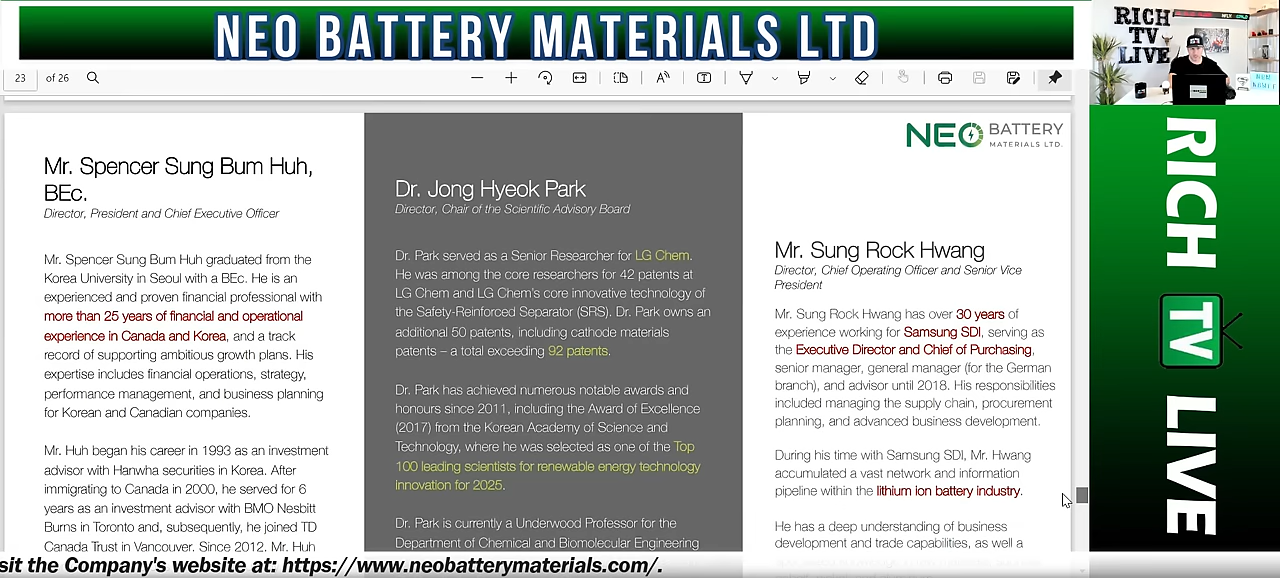 NEO BATTERY MATERIALS LTD
RICH
TV
LIVE
23 of 26
NEO BATTERY
MATERIALS LTD.
Mr. Spencer Sung Bum Huh,
BEc.
Director, President and Chief Executive Officer
Mr. Spencer Sung Bum Huh graduated from the
Korea University in Seoul with a BEc. He is an
experienced and proven financial professional with
more than 25 years of financial and operational
experience in Canada and Korea, and a track
record of supporting ambitious growth plans. His
expertise includes financial operations, strategy,
performance management, and business planning
for Korean and Canadian companies.
Mr. Huh began his career in 1993 as an investment
advisor with Hanwha securities in Korea. After
immigrating to Canada in 2000, he served for 6
years as an investment advisor with BMO Nesbitt
Burns in Toronto and, subsequently, he joined TD
Canada Trust in Vancouver. Since 2012, Mr. Huh
Dr. Jong Hyeok Park
Director, Chair of the Scientific Advisory Board
Dr. Park served as a Senior Researcher for LG Chem.
He was among the core researchers for 42 patents at
LG Chem and LG Chem's core innovative technology of
the Safety-Reinforced Separator (SRS). Dr. Park owns an
additional 50 patents, including cathode materials
patents – a total exceeding 92 patents.
Dr. Park has achieved numerous notable awards and
honours since 2011, including the Award of Excellence
(2017) from the Korean Academy of Science and
Technology, where he was selected as one of the Top
100 leading scientists for renewable energy technology
innovation for 2025.
Dr. Park is currently a Underwood Professor for the
Department of Chemical and Biomolecular Engineering
Mr. Sung Rock Hwang
Director, Chief Operating Officer and Senior Vice
President
Mr. Sung Rock Hwang has over 30 years of
experience working for Samsung SDI, serving as
the Executive Director and Chief of Purchasing,
senior manager, general manager (for the German
branch), and advisor until 2018. His responsibilities
included managing the supply chain, procurement
planning, and advanced business development.
During his time with Samsung SDI, Mr. Hwang
accumulated a vast network and information
pipeline within the lithium ion battery industry.
He has a deep understanding of business
development and trade capabilities, as well a
RICH
TV
LIVE
sit the Company's website at: https://www.neobatterymaterials.com/.